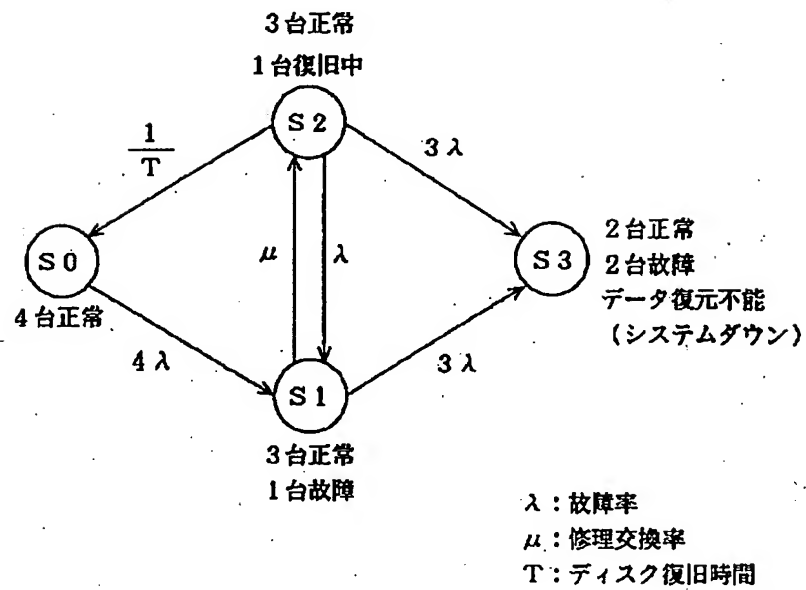 3台正常
1台復旧中
S2
1
T
3λ
S0
4台正常
μ
λ
S3
2台正常
2台故障
データ復元不能
(システムダウン)
4λ
3λ
S1
3台正常
1台故障
λ:故障率
μ:修理交換率
T:ディスク復旧時間